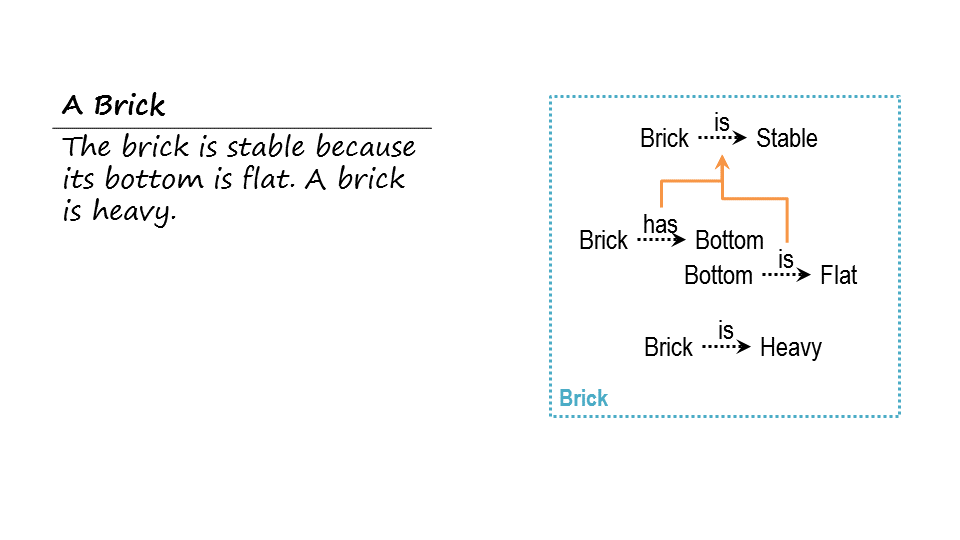 A Brick
The brick is stable because
its bottom is flat. A brick
is heavy.
is
Brick Stable
has
Brick Bottom
is
Bottom Flat
is
Brick Heavy
Brick